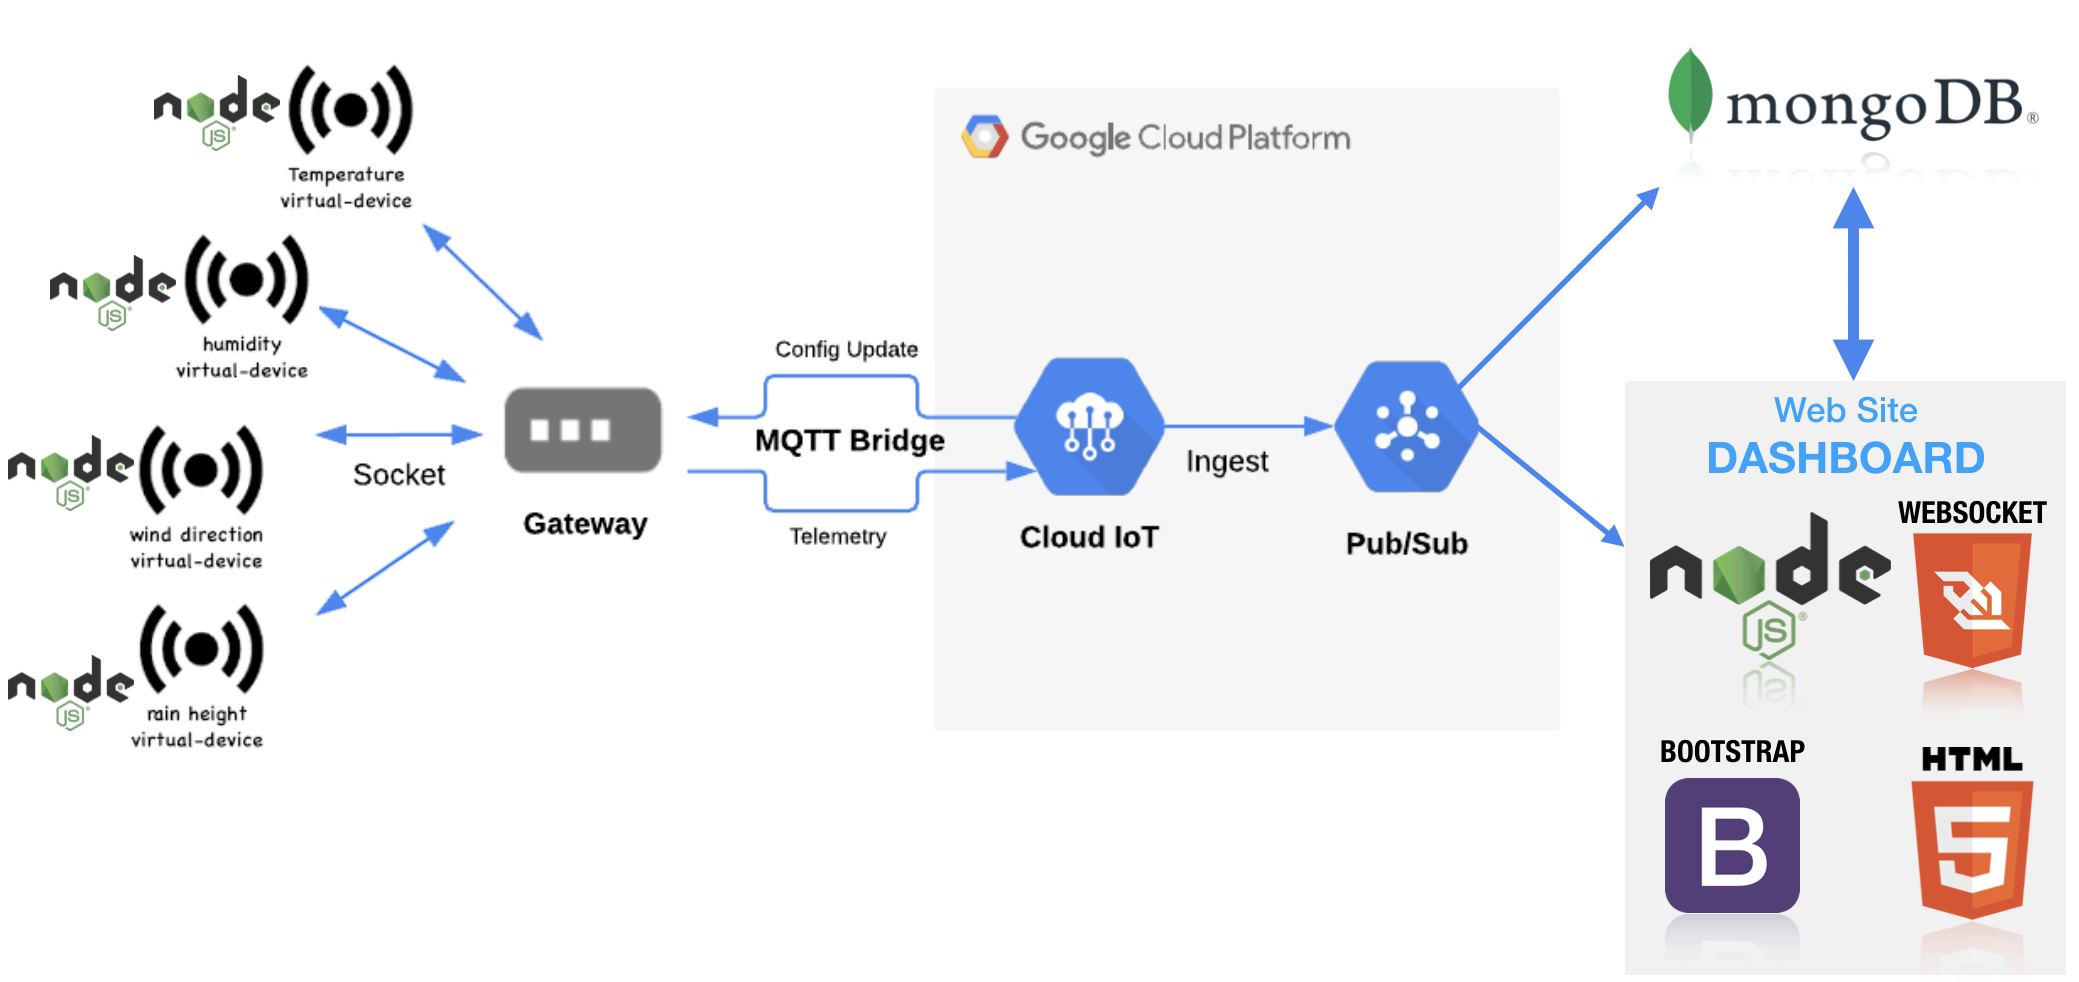 node
JS
Temperature
virtual-device
node
JS
humidity
virtual-device
node
JS
wind direction
virtual-device
node
JS
rain height
virtual-device
Socket
Gateway
Config Update
MQTT Bridge
Telemetry
Google Cloud Platform
Cloud IoT
Ingest
Pub/Sub
mongoDB®
Web Site
DASHBOARD
node
JS®
WEBSOCKET
BOOTSTRAP
B
HTML
5